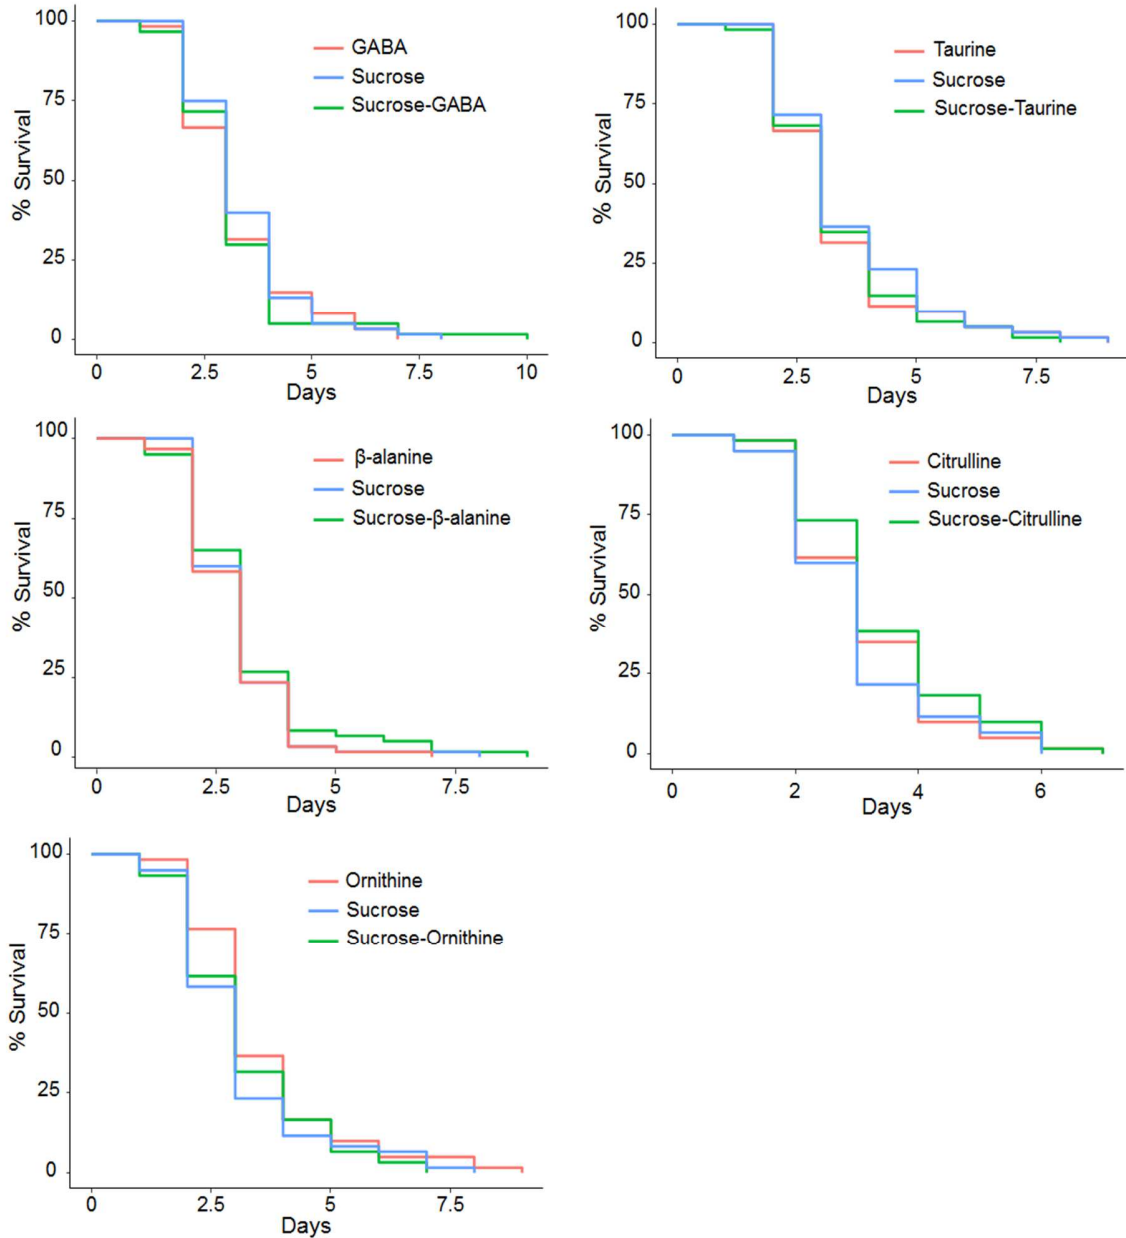 % Survival
100
75
50
25
0
GABA
Sucrose
Sucrose-GABA
0
2.5
5
7.5
10
Days
% Survival
100
75
50
25
0
Taurine
Sucrose
Sucrose-Taurine
0
2.5
5
7.5
Days
% Survival
100
75
50
25
0
β-alanine
Sucrose
Sucrose-β-alanine
0
2.5
5
7.5
Days
% Survival
100
75
50
25
0
Citrulline
Sucrose
Sucrose-Citrulline
0
2
4
6
Days
% Survival
100
75
50
25
0
Ornithine
Sucrose
Sucrose-Ornithine
0
2.5
5
7.5
Days